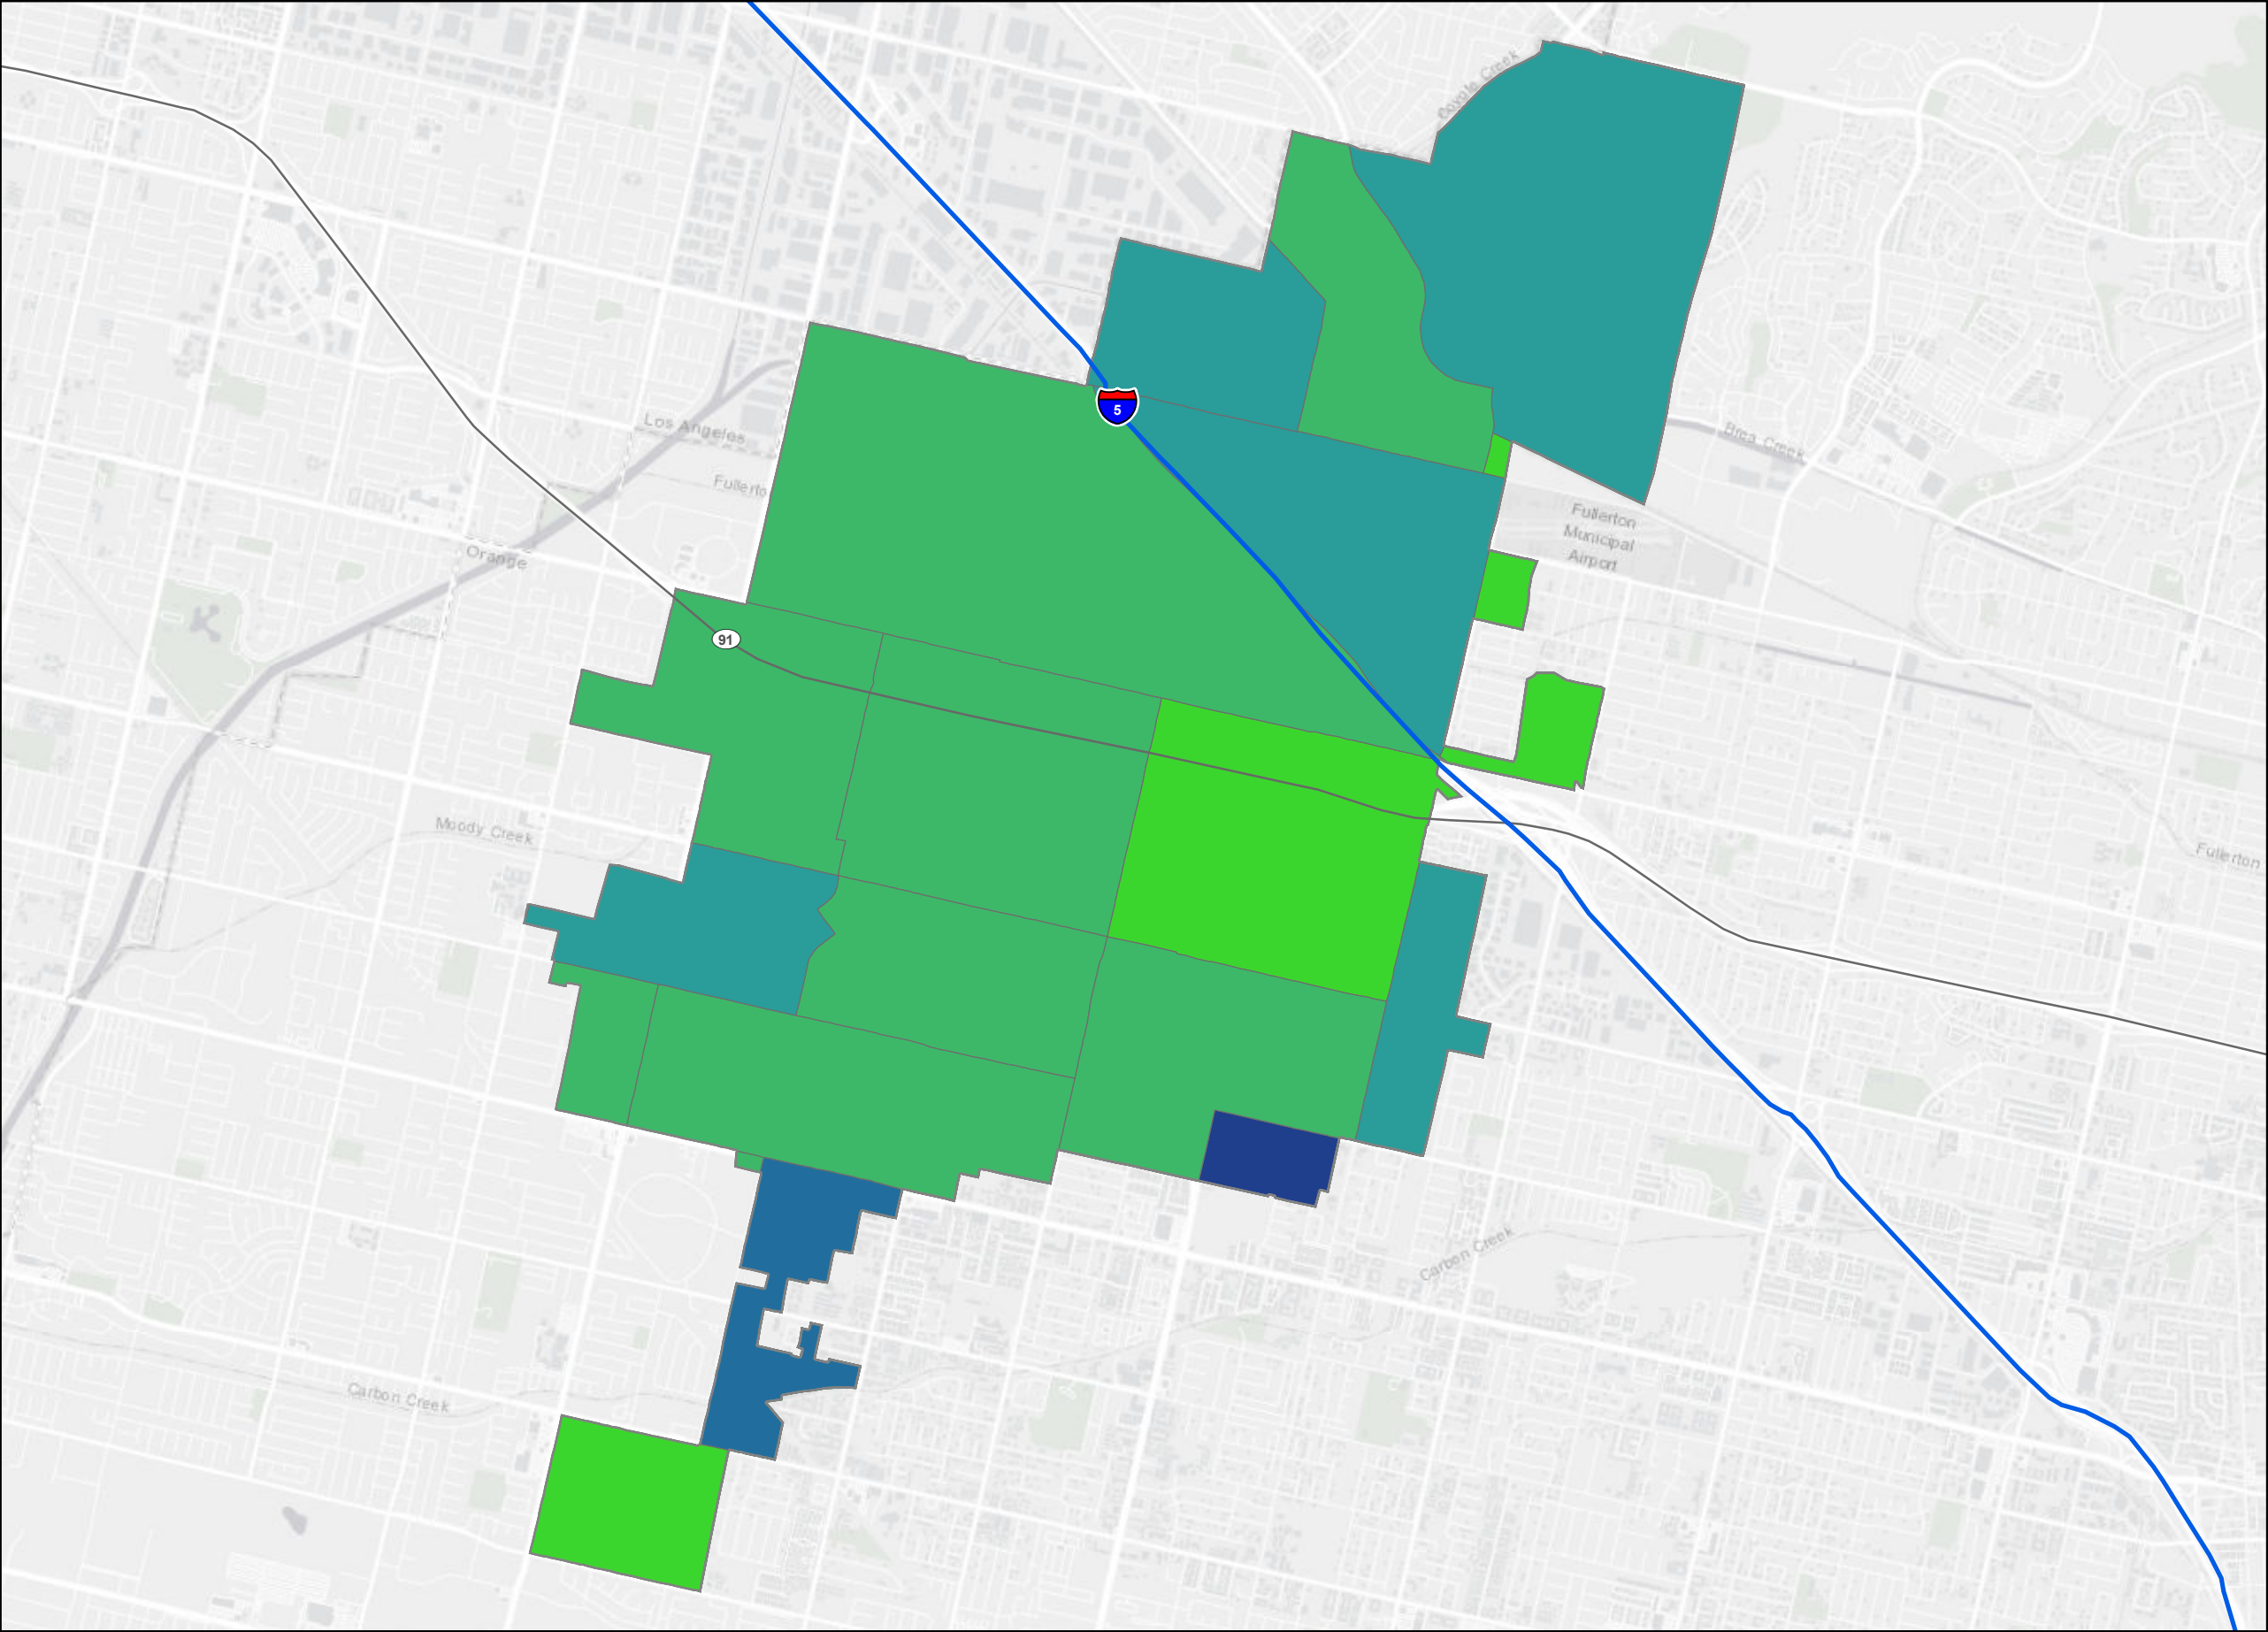 Coyote Creek
5
Los Angeles
Brea Creek
Fullerto
Fullerton
Municipal
Airport
Orange
91
Moody Creek
Fullerton
Carbon Creek
Carbon Creek